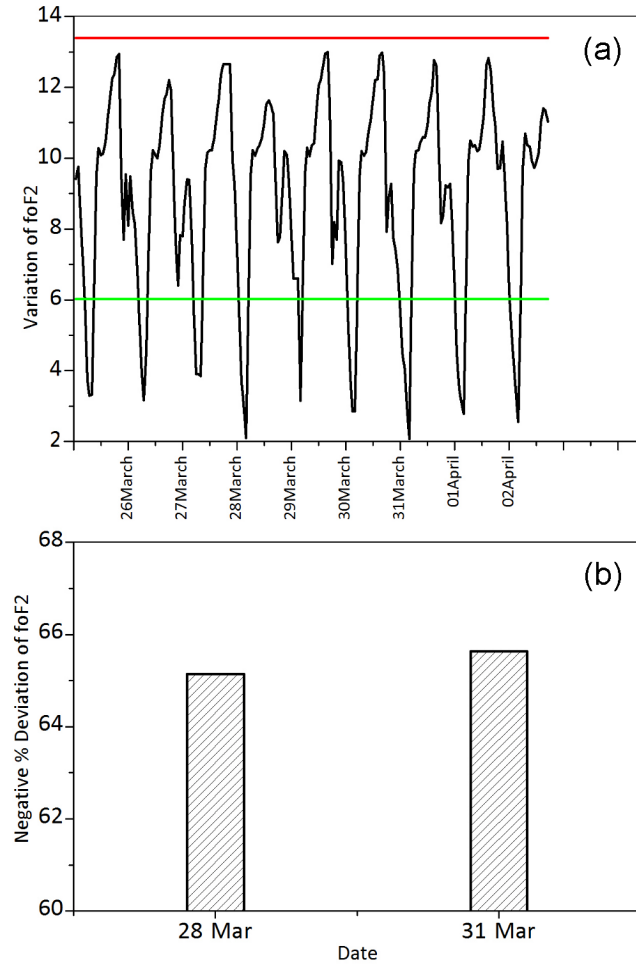 (a)
Variation of foF2
14
12
10
8
6
4
2
26March
27March
28March
29March
30March
31March
01April
02April
(b)
Negative % Deviation of foF2
68
66
64
62
60
28 Mar
31 Mar
Date